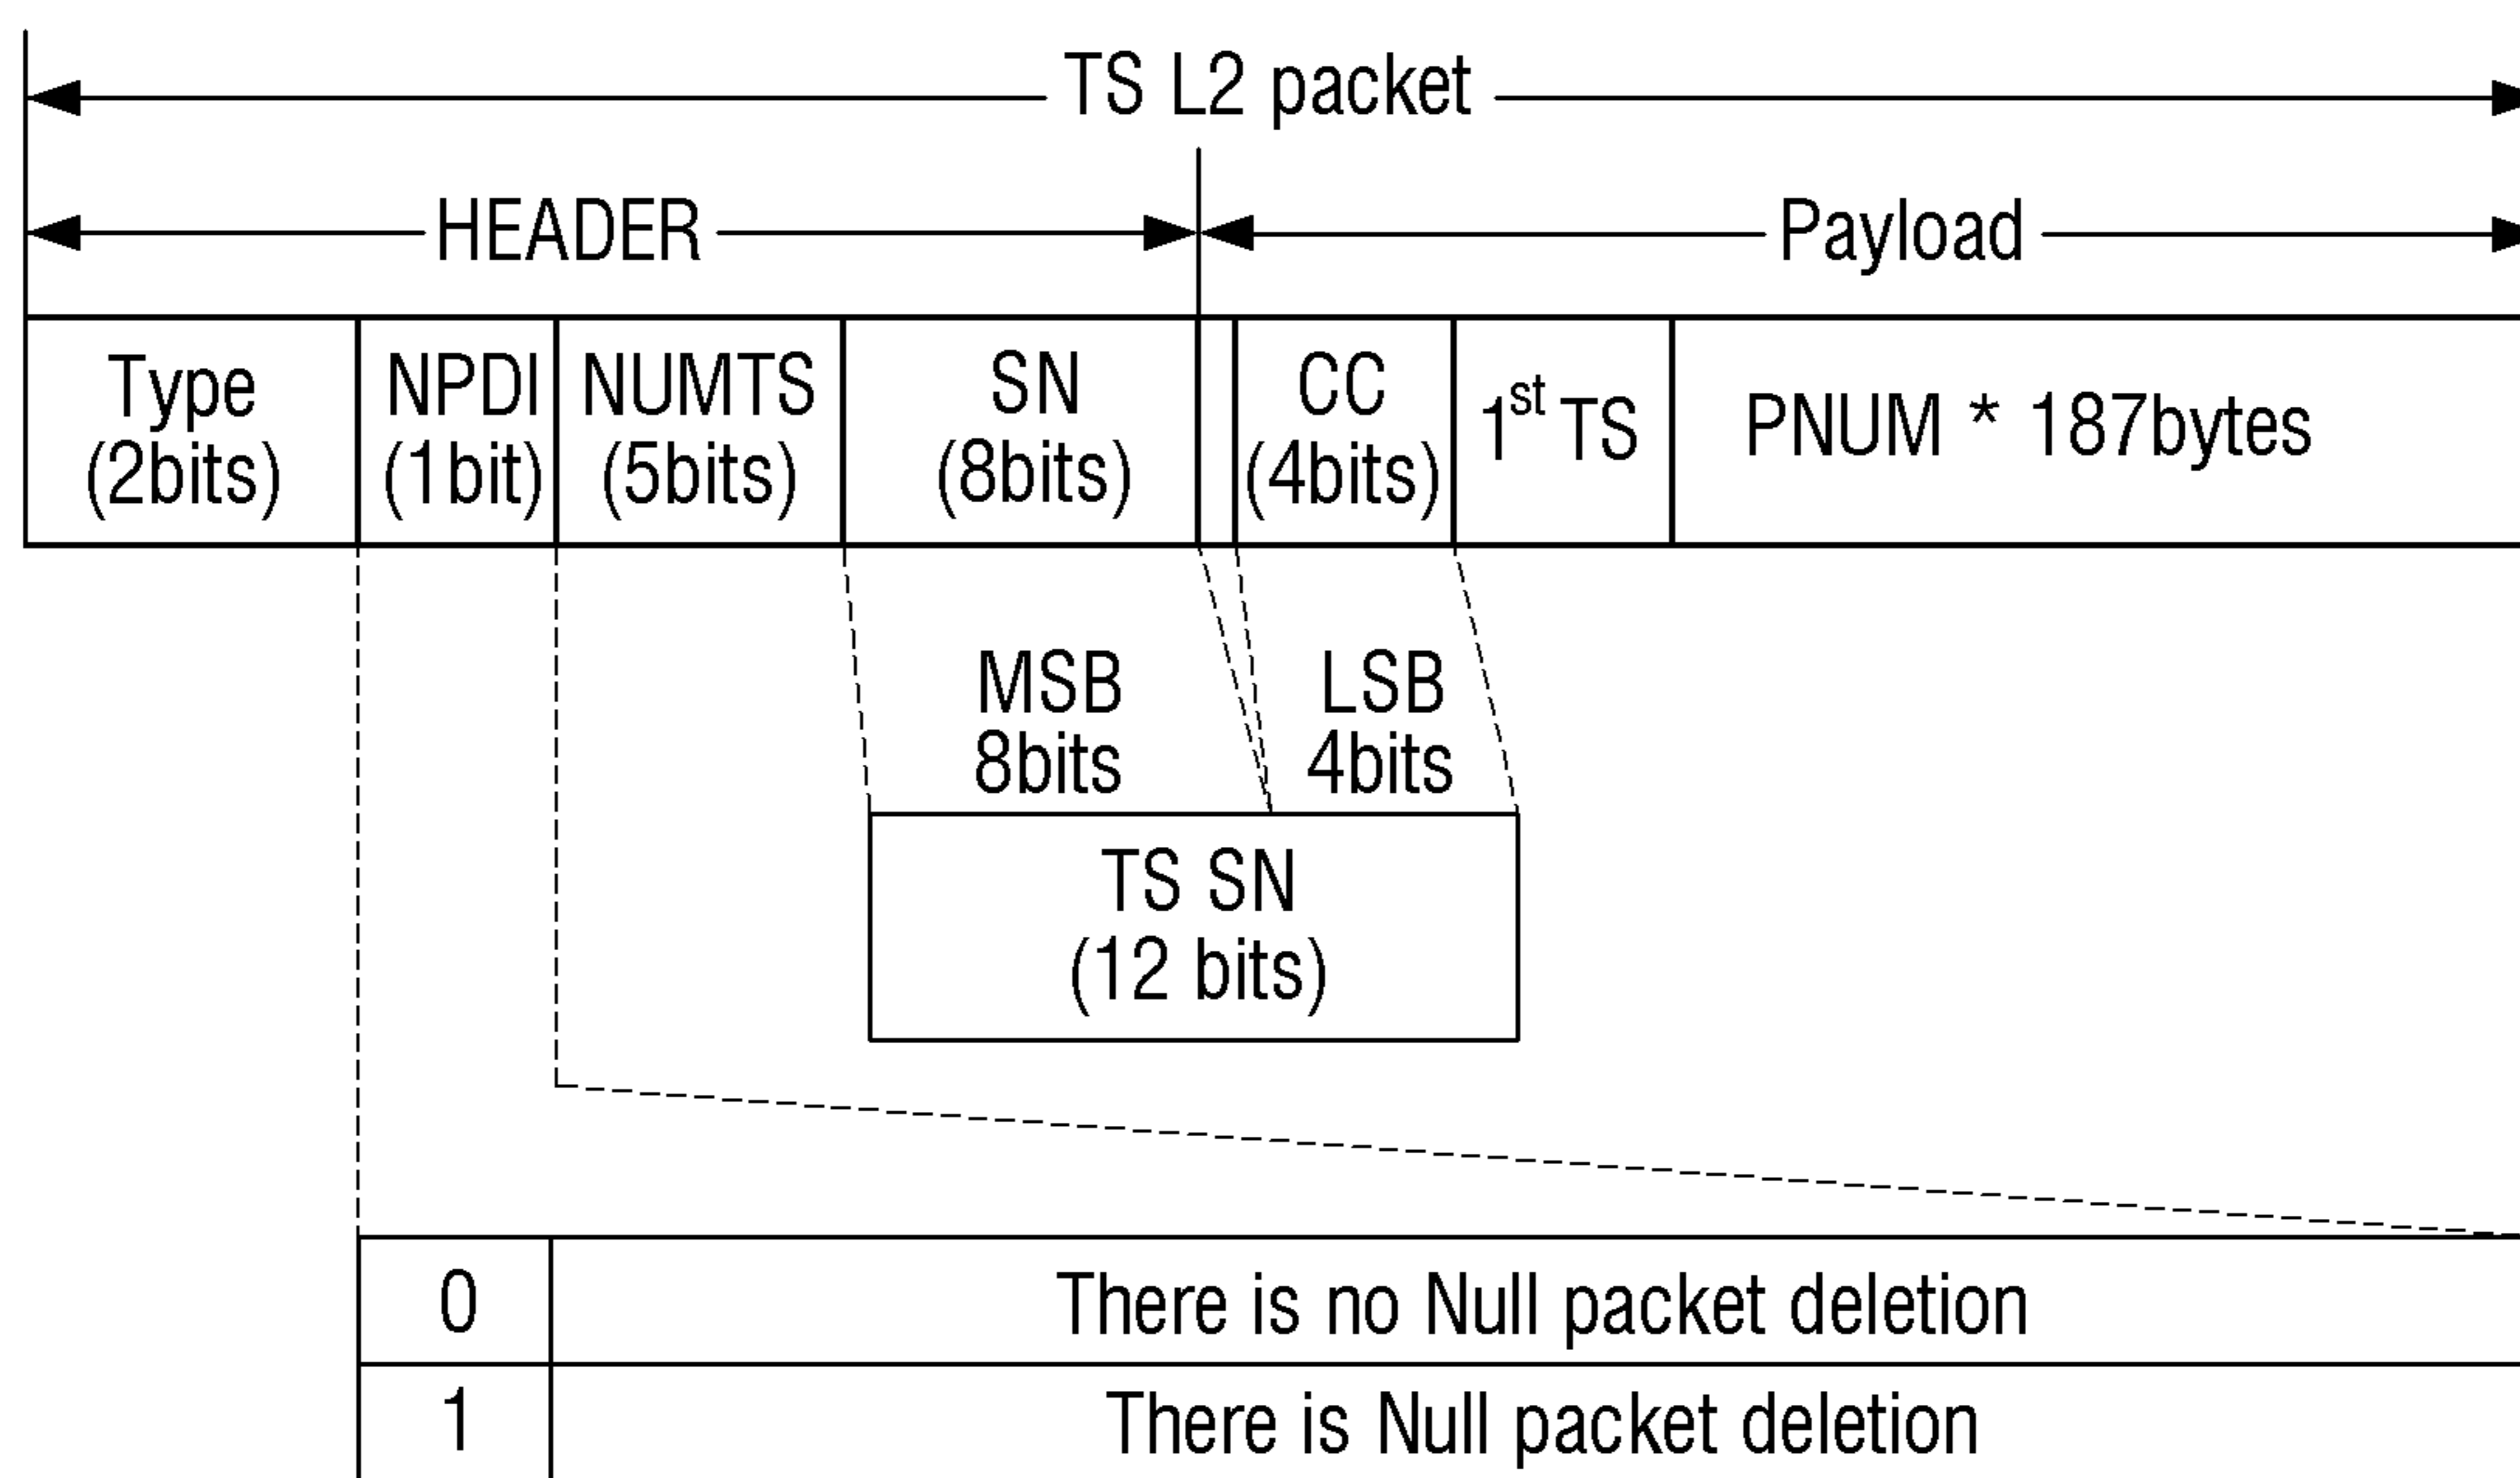 TS L2 packet
HEADER
Payload
Type
(2bits)
NPDI
(1bit)
NUMTS
(5bits)
SN
(8bits)
CC
(4bits)
1st TS
PNUM * 187bytes
MSB
8bits
LSB
4bits
TS SN
(12 bits)
0
There is no Null packet deletion
1
There is Null packet deletion